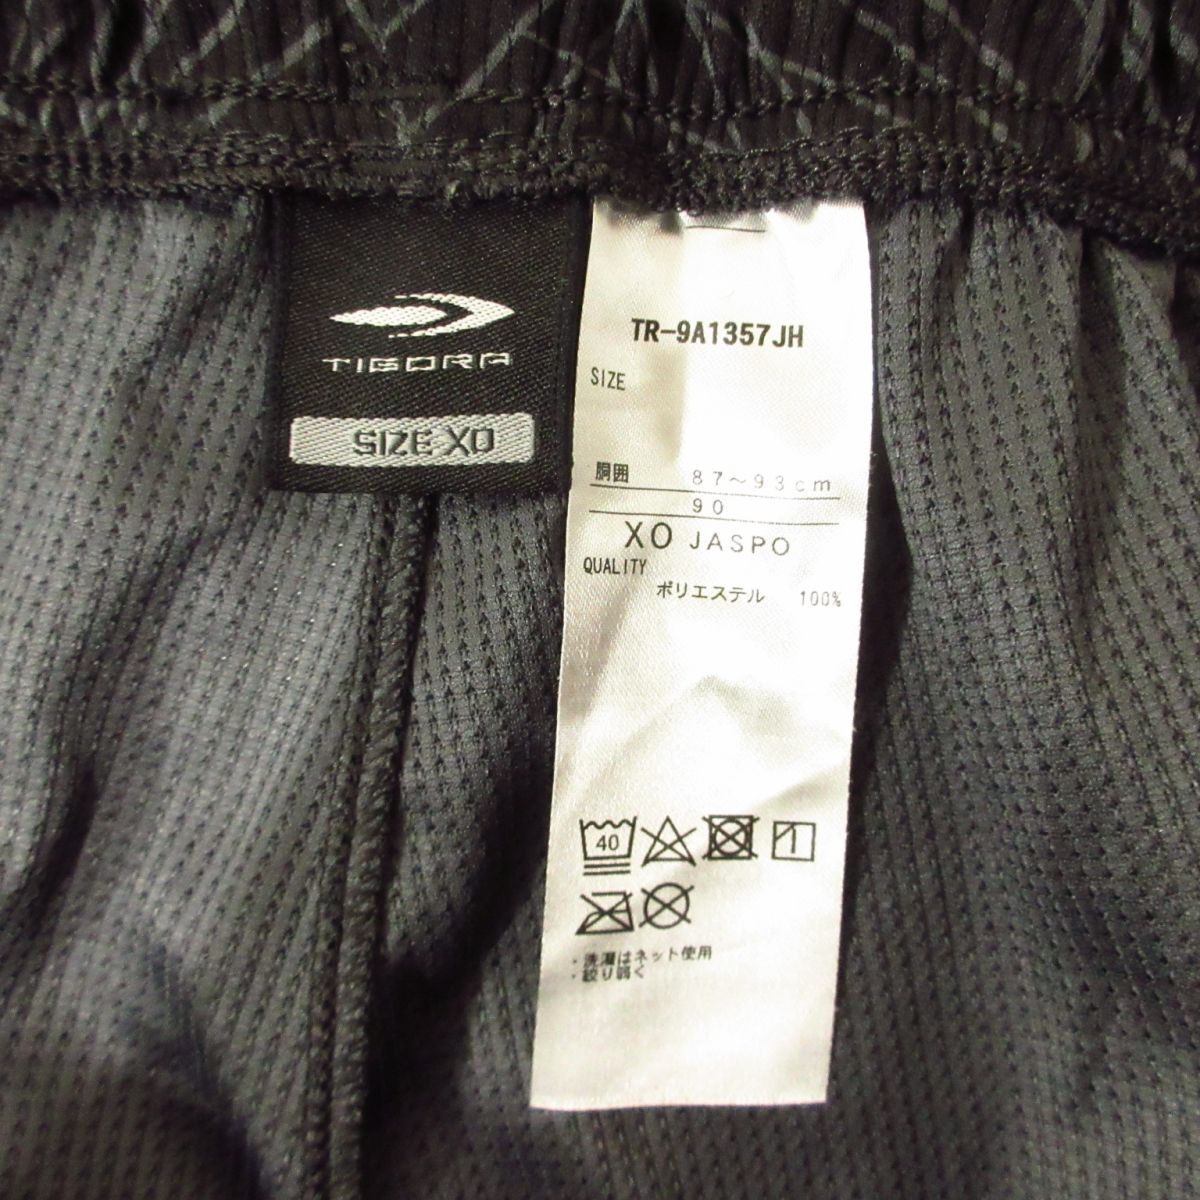 TIGORA
SIZE XO
TR-9A1357JH
SIZE
胴囲 87～93cm
90
XO JASPO
QUALITY
ポリエステル 100%
40
・洗濯はネット使用
・絞り弱く